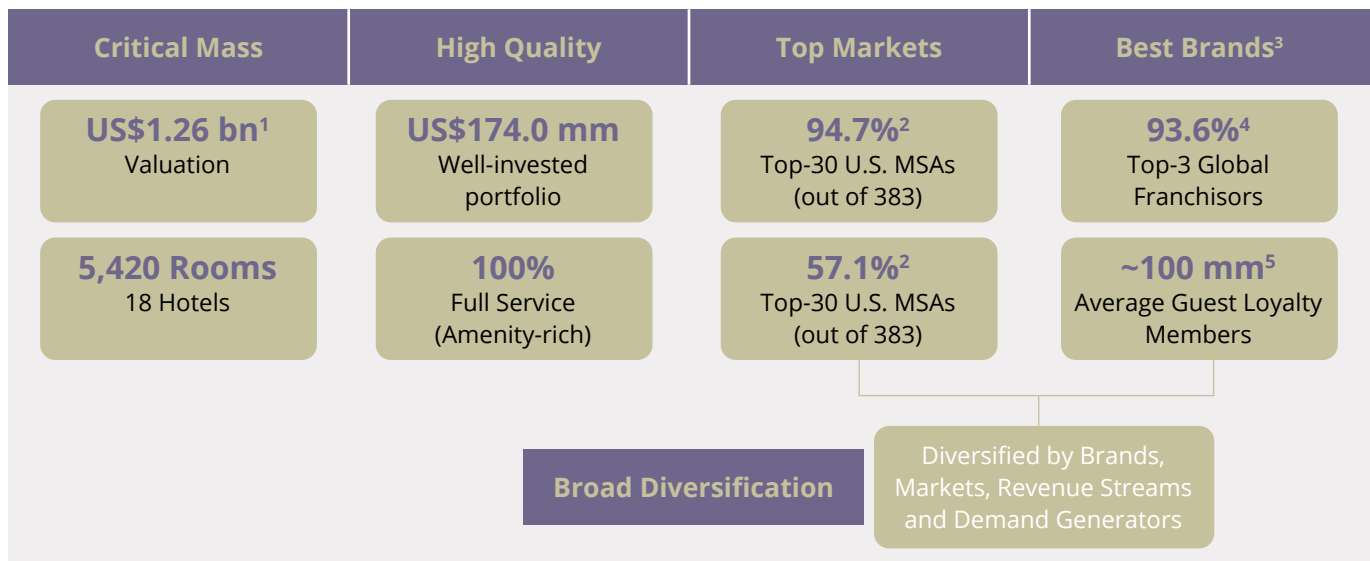 Critical Mass
High Quality
Top Markets
Best Brands³
US$1.26 bn¹
Valuation
US$174.0 mm
Well-invested
portfolio
94.7%²
Top-30 U.S. MSAs
(out of 383)
93.6%⁴
Top-3 Global
Franchisors
5,420 Rooms
18 Hotels
100%
Full Service
(Amenity-rich)
57.1%²
Top-30 U.S. MSAs
(out of 383)
~100 mm⁵
Average Guest Loyalty
Members
Broad Diversification
Diversified by Brands,
Markets, Revenue Streams
and Demand Generators